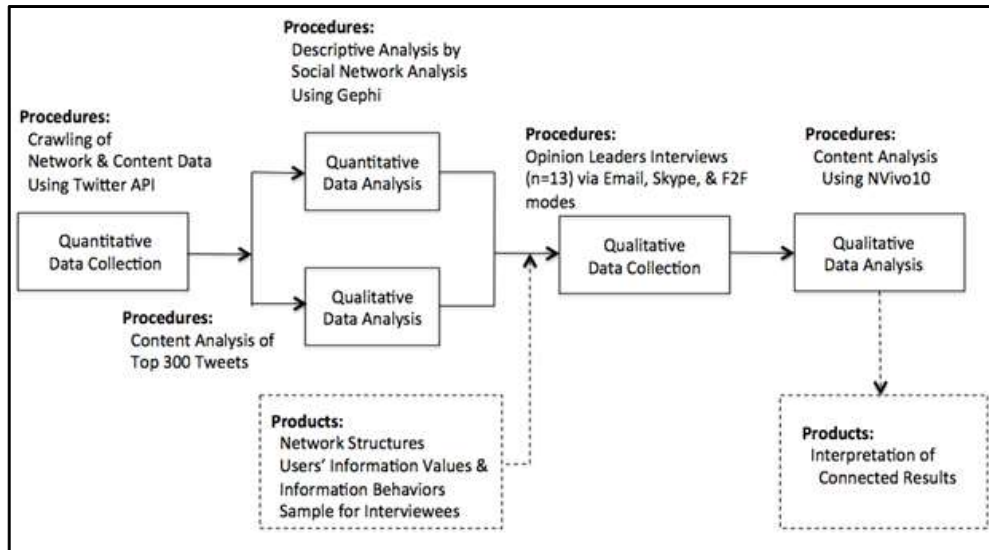 Procedures:
Descriptive Analysis by
Social Network Analysis
Using Gephi
Procedures:
Crawling of
Network & Content Data
Using Twitter API
Quantitative
Data Collection
Quantitative
Data Analysis
Qualitative
Data Analysis
Procedures:
Content Analysis of
Top 300 Tweets
Products:
Network Structures
Users' Information Values &
Information Behaviors
Sample for Interviewees
Procedures:
Opinion Leaders Interviews
(n=13) via Email, Skype, & F2F
modes
Qualitative
Data Collection
Procedures:
Content Analysis
Using NVivo10
Qualitative
Data Analysis
Products:
Interpretation of
Connected Results